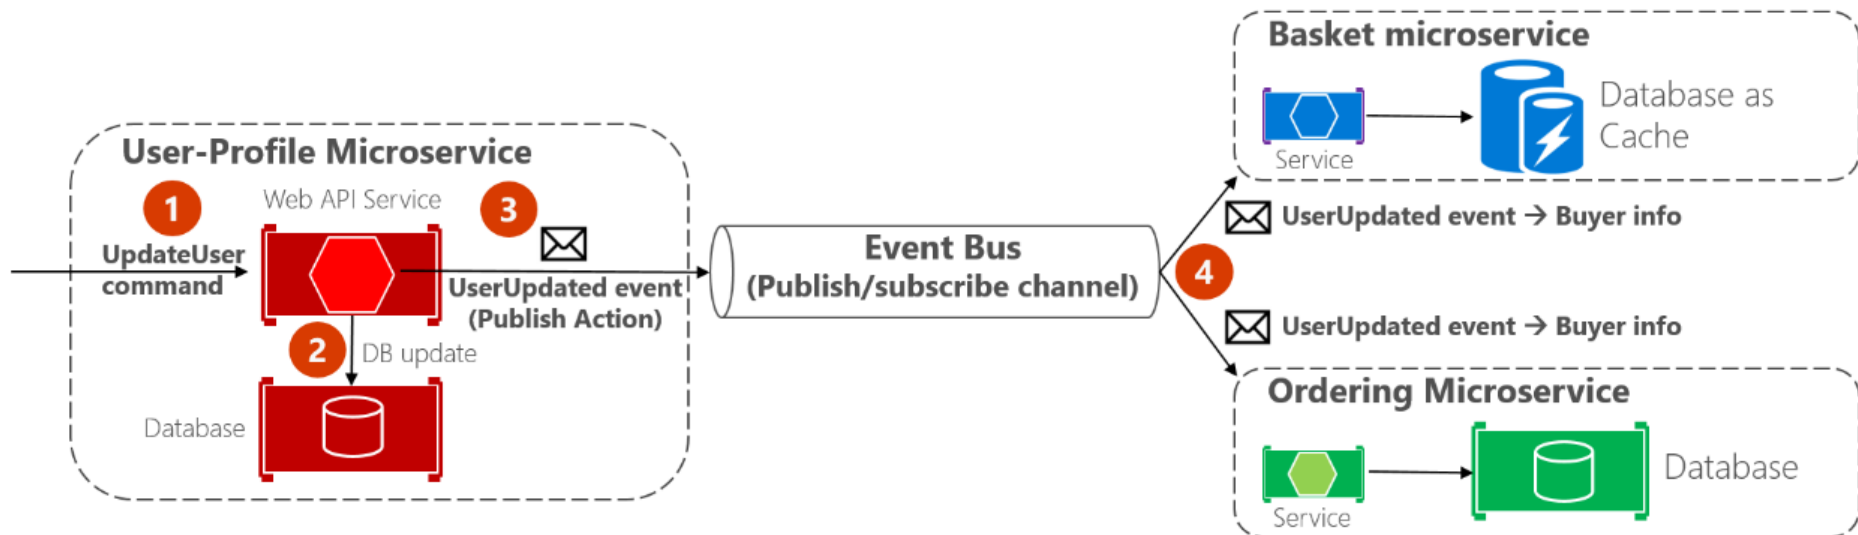 User-Profile Microservice
1
Web API Service
3
UpdateUser
command
UserUpdated event
(Publish Action)
2
DB update
Database
Event Bus
(Publish/subscribe channel)
4
Basket microservice
Service
Database as
Cache
UserUpdated event → Buyer info
UserUpdated event → Buyer info
Ordering Microservice
Service
Database